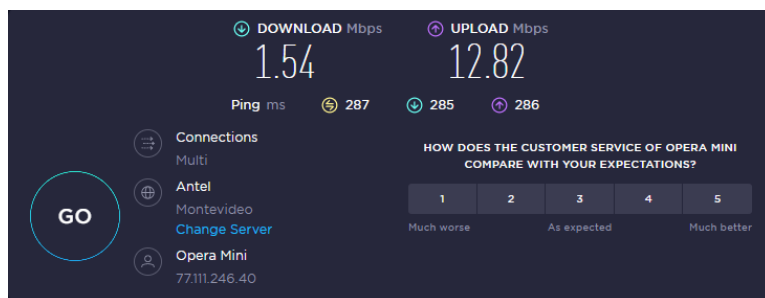 DOWNLOAD Mbps
1.54
UPLOAD Mbps
12.82
Ping ms 287 285 286
Connections
Multi
Antel
Montevideo
Change Server
Opera Mini
77.111.246.40
GO
HOW DOES THE CUSTOMER SERVICE OF OPERA MINI
COMPARE WITH YOUR EXPECTATIONS?
1 2 3 4 5
Much worse As expected Much better